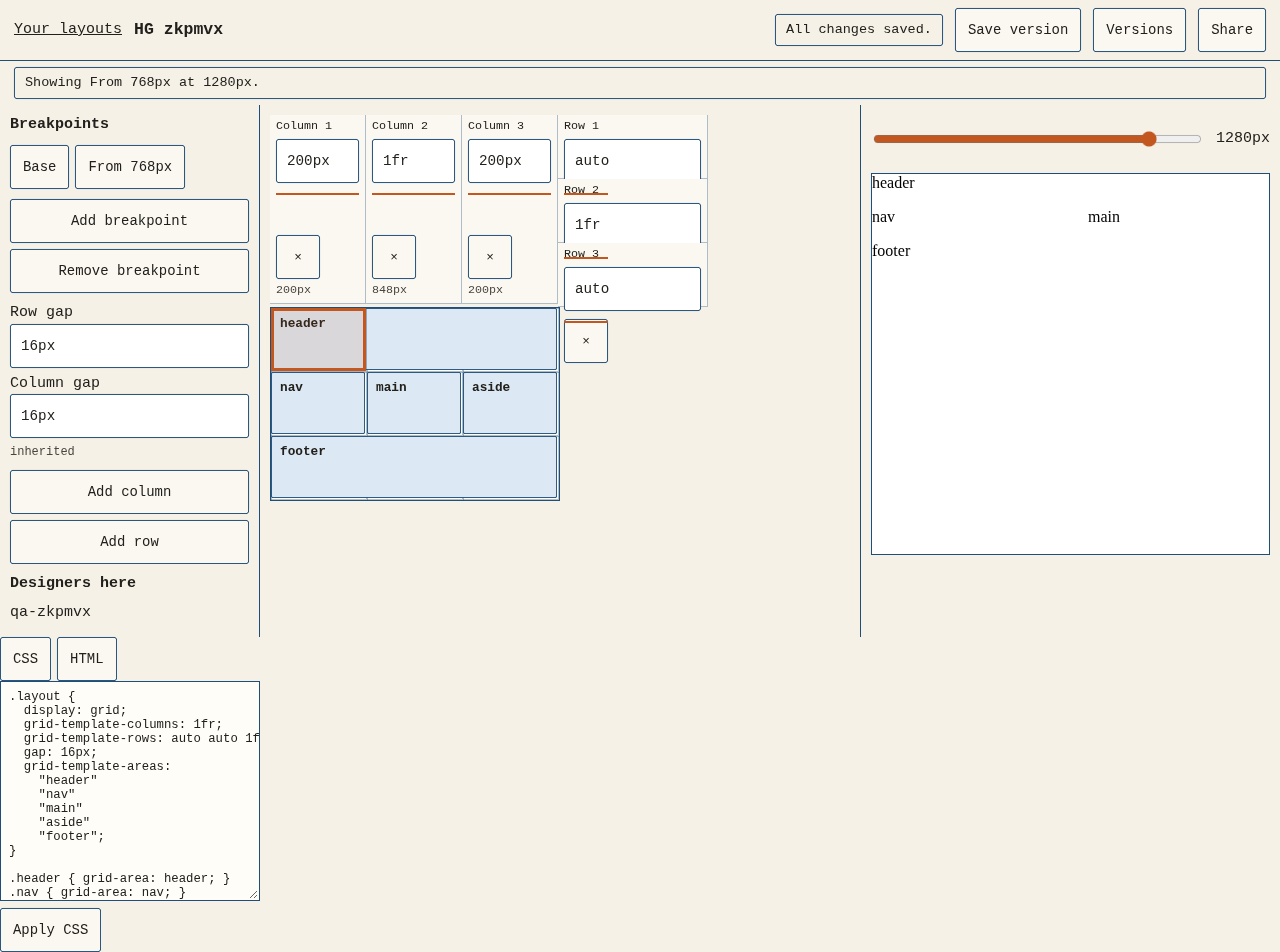 Your layouts HG zkpmvx All changes saved. Save version Versions Share
Showing From 768px at 1280px.
Breakpoints
Base From 768px
Add breakpoint
Remove breakpoint
Row gap
16px
Column gap
16px
inherited
Add column
Add row
Designers here
qa-zkpmvx
Column 1 Column 2 Column 3 Row 1
200px 1fr 200px auto
Row 2
1fr
× × ×
Row 3
200px 848px 200px
auto
×
header
nav main aside
footer
1280px
header
nav main
footer
CSS HTML
.layout {
display: grid;
grid-template-columns: 1fr;
grid-template-rows: auto auto 1f
gap: 16px;
grid-template-areas:
"header"
"nav"
"main"
"aside"
"footer";
}
.header { grid-area: header; }
.nav { grid-area: nav; }
Apply CSS